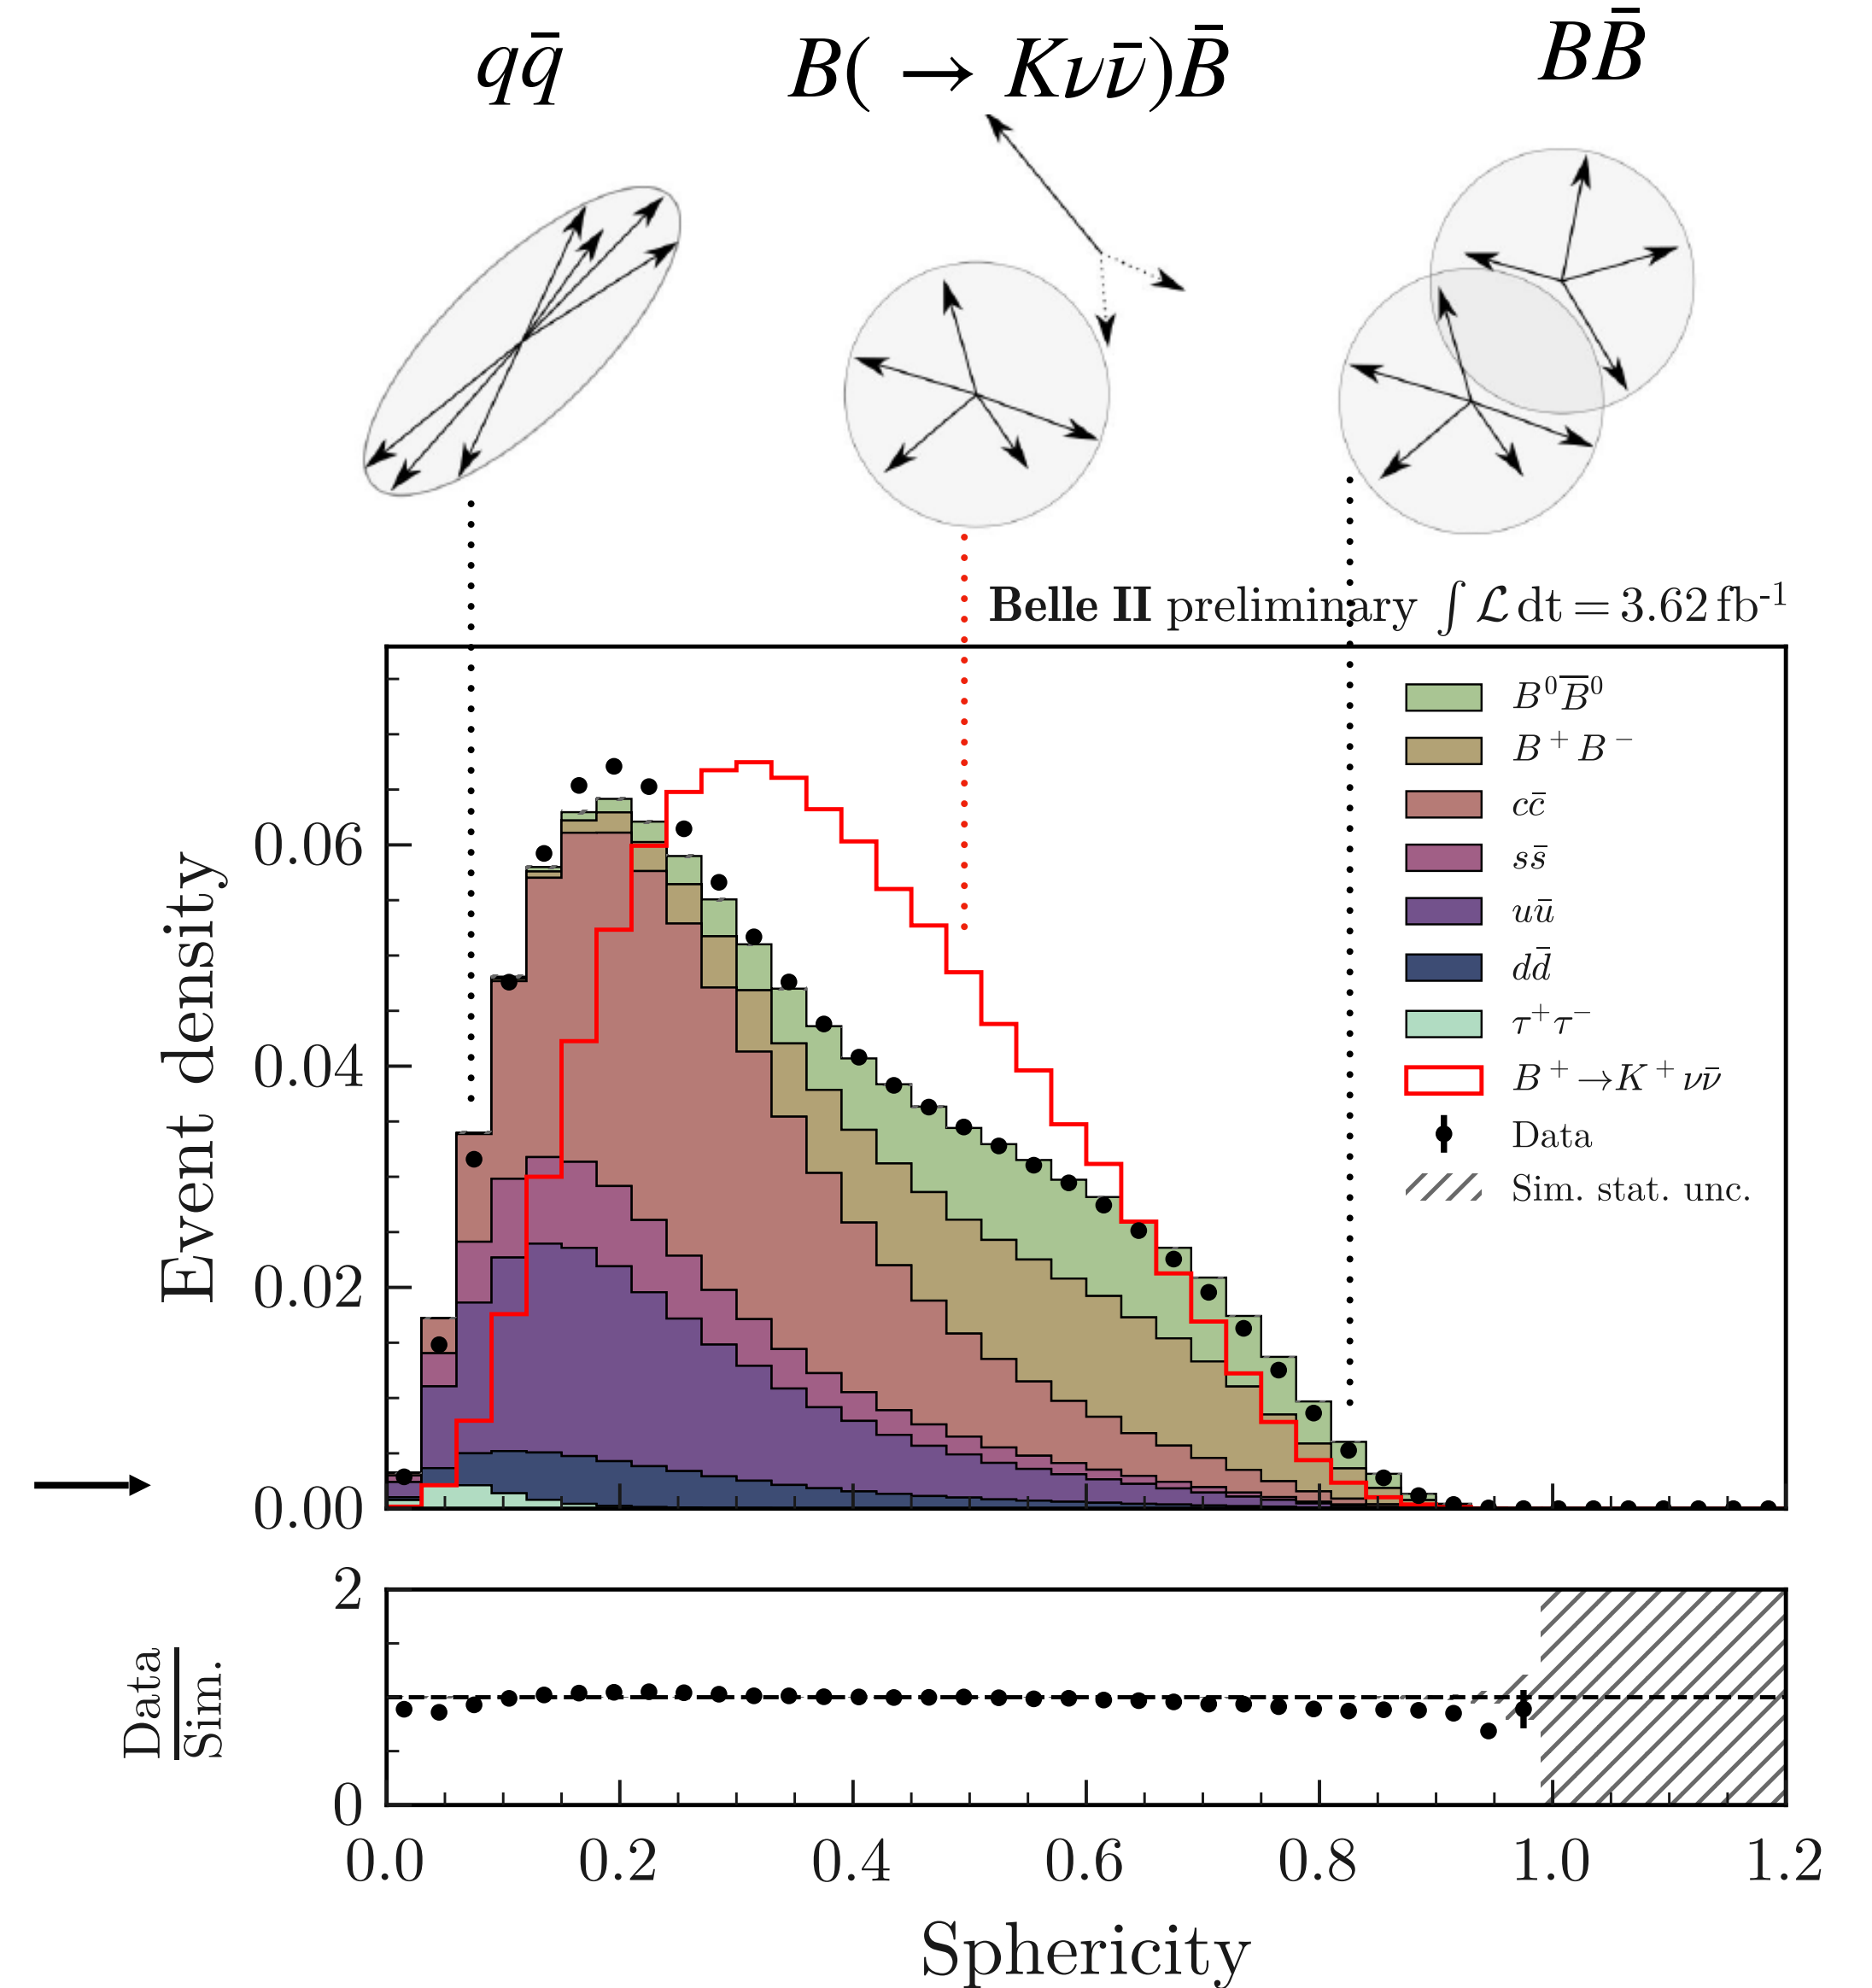 qq̄ B(→ Kνν̄)B̄ BB̄
Belle II preliminary ∫ ℒ dt = 3.62 fb⁻¹
B⁰B̅⁰
B⁺B⁻
cc̄
ss̄
uū
dd̄
τ⁺τ⁻
B⁺→K⁺νν̄
Data
Sim. stat. unc.
Event density
0.06
0.04
0.02
0.00
Data
Sim.
2
0
0.0 0.2 0.4 0.6 0.8 1.0 1.2
Sphericity